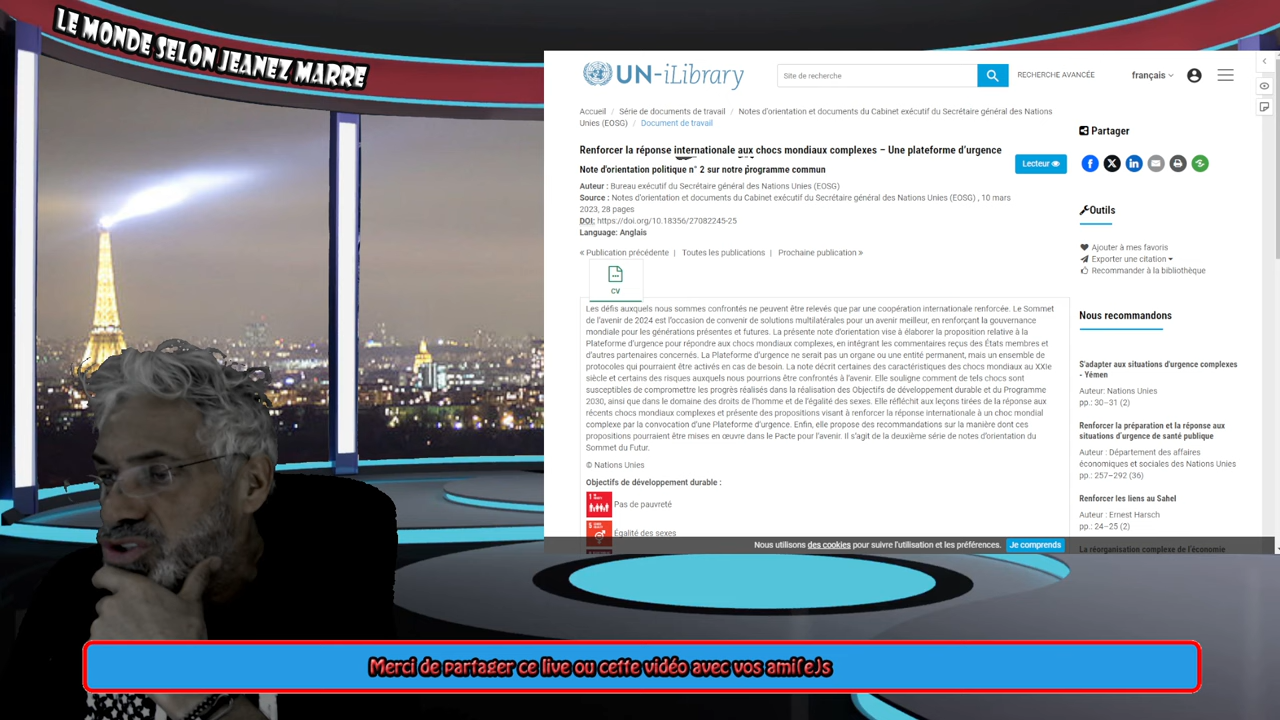 LE MONDE SELON JEANEZ MARRE
UN-iLibrary
Site de recherche
RECHERCHE AVANCÉE
français
Accueil / Série de documents de travail / Notes d'orientation et documents du Cabinet exécutif du Secrétaire général des Nations
Unies (EOSG) / Document de travail
Renforcer la réponse internationale aux chocs mondiaux complexes – Une plateforme d'urgence
Note d'orientation politique n° 2 sur notre programme commun
Lecteur
Auteur : Bureau exécutif du Secrétaire général des Nations Unies (EOSG)
Source : Notes d'orientation et documents du Cabinet exécutif du Secrétaire général des Nations Unies (EOSG) , 10 mars
2023, 28 pages
DOI: https://doi.org/10.18356/27082245-25
Language: Anglais
« Publication précédente | Toutes les publications | Prochaine publication »
CV
Les défis auxquels nous sommes confrontés ne peuvent être relevés que par une coopération internationale renforcée. Le Sommet
de l'avenir de 2024 est l'occasion de convenir de solutions multilatérales pour un avenir meilleur, en renforçant la gouvernance
mondiale pour les générations présentes et futures. La présente note d'orientation vise à élaborer la proposition relative à la
Plateforme d'urgence pour répondre aux chocs mondiaux complexes, en intégrant les commentaires reçus des États membres et
d'autres partenaires concernés. La Plateforme d'urgence ne serait pas un organe ou une entité permanent, mais un ensemble de
protocoles qui pourraient être activés en cas de besoin. La note décrit certaines des caractéristiques des chocs mondiaux au XXIe
siècle et certains des risques auxquels nous pourrions être confrontés à l'avenir. Elle souligne comment de tels chocs sont
susceptibles de compromettre les progrès réalisés dans la réalisation des Objectifs de développement durable et du Programme
2030, ainsi que dans le domaine des droits de l'homme et de l'égalité des sexes. Elle réfléchit aux leçons tirées de la réponse aux
récents chocs mondiaux complexes et présente des propositions visant à renforcer la réponse internationale à un choc mondial
complexe par la convocation d'une Plateforme d'urgence. Enfin, elle propose des recommandations sur la manière dont ces
propositions pourraient être mises en œuvre dans le Pacte pour l'avenir. Il s'agit de la deuxième série de notes d'orientation du
Sommet du Futur.
© Nations Unies
Objectifs de développement durable :
Pas de pauvreté
Égalité des sexes
Partager
Outils
Ajouter à mes favoris
Exporter une citation
Recommander à la bibliothèque
Nous recommandons
S'adapter aux situations d'urgence complexes
- Yémen
Auteur: Nations Unies
pp.: 30–31 (2)
Renforcer la préparation et la réponse aux
situations d'urgence de santé publique
Auteur : Département des affaires
économiques et sociales des Nations Unies
pp.: 257–292 (36)
Renforcer les liens au Sahel
Auteur : Ernest Harsch
pp.: 24–25 (2)
La réorganisation complexe de l'économie
Nous utilisons des cookies pour suivre l'utilisation et les préférences. Je comprends
Merci de partager ce live ou cette vidéo avec vos ami(e)s